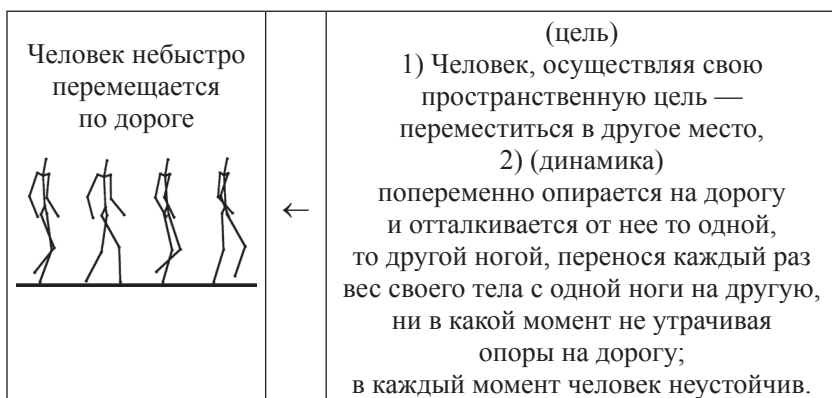 Человек небыстро
перемещается
по дороге
←
(цель)
1) Человек, осуществляя свою
пространственную цель —
переместиться в другое место,
2) (динамика)
попеременно опирается на дорогу
и отталкивается от нее то одной,
то другой ногой, перенося каждый раз
вес своего тела с одной ноги на другую,
ни в какой момент не утрачивая
опоры на дорогу;
в каждый момент человек неустойчив.